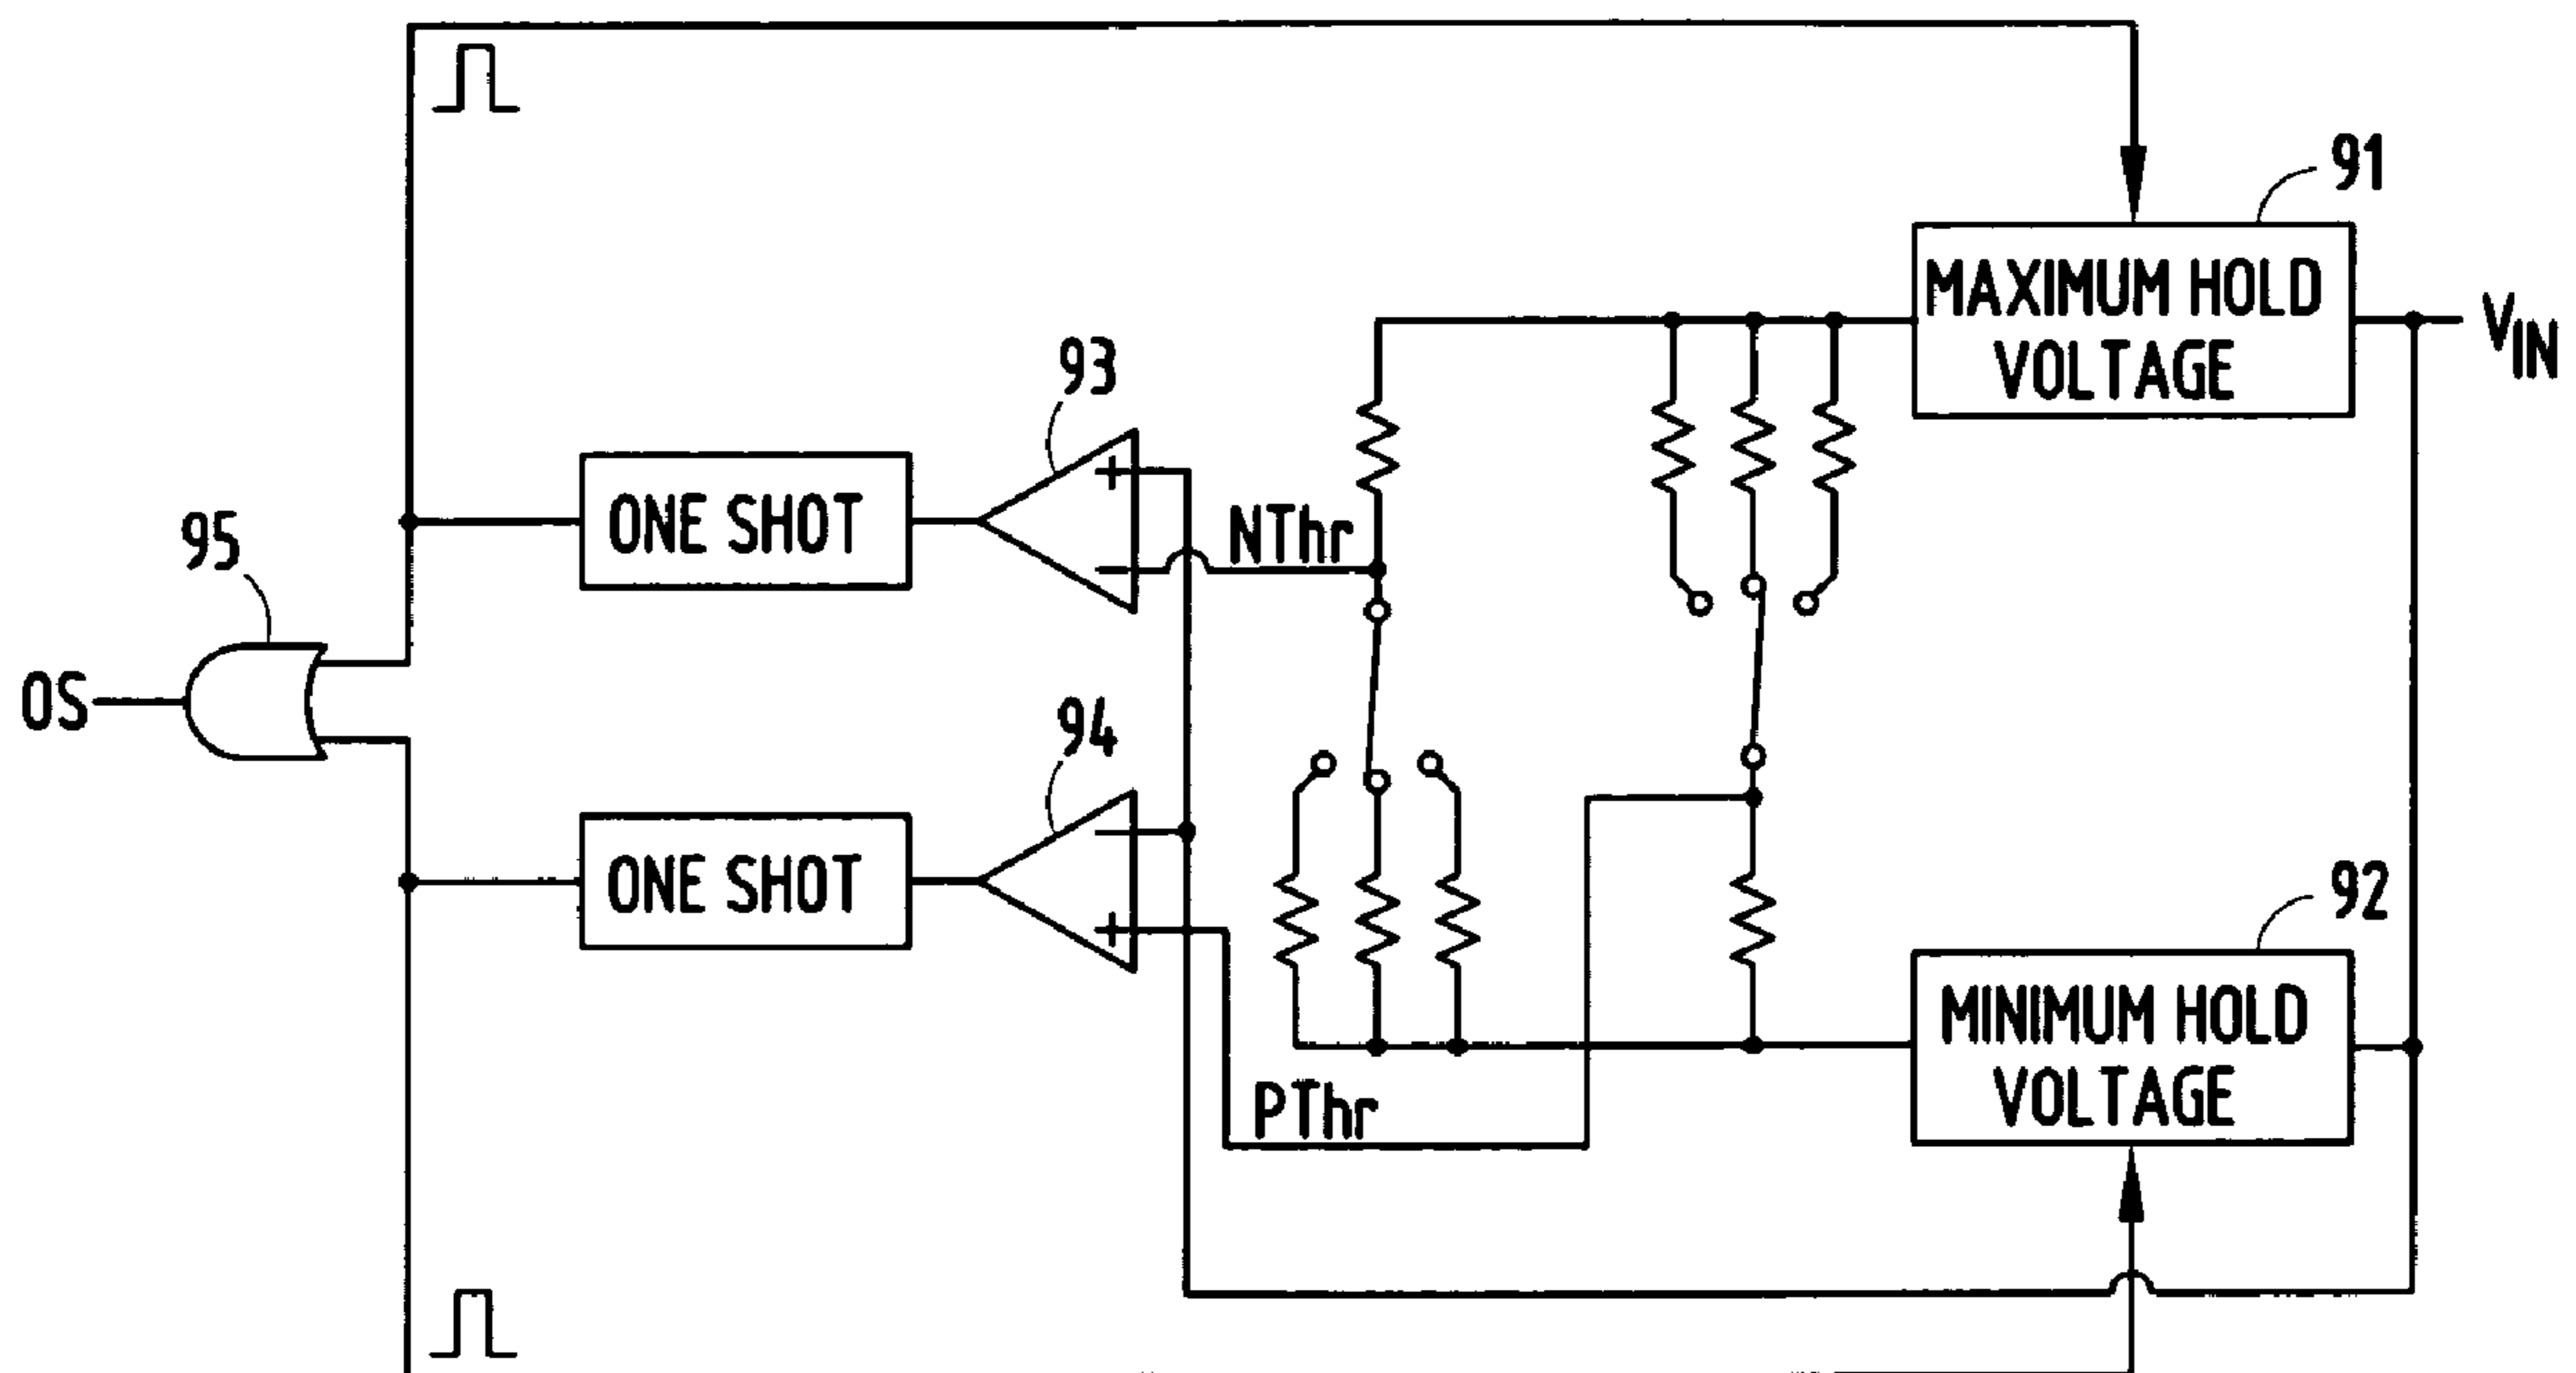 91
MAXIMUM HOLD
VOLTAGE
V_IN
93
ONE SHOT
NThr
95
OS
94
ONE SHOT
92
MINIMUM HOLD
VOLTAGE
PThr